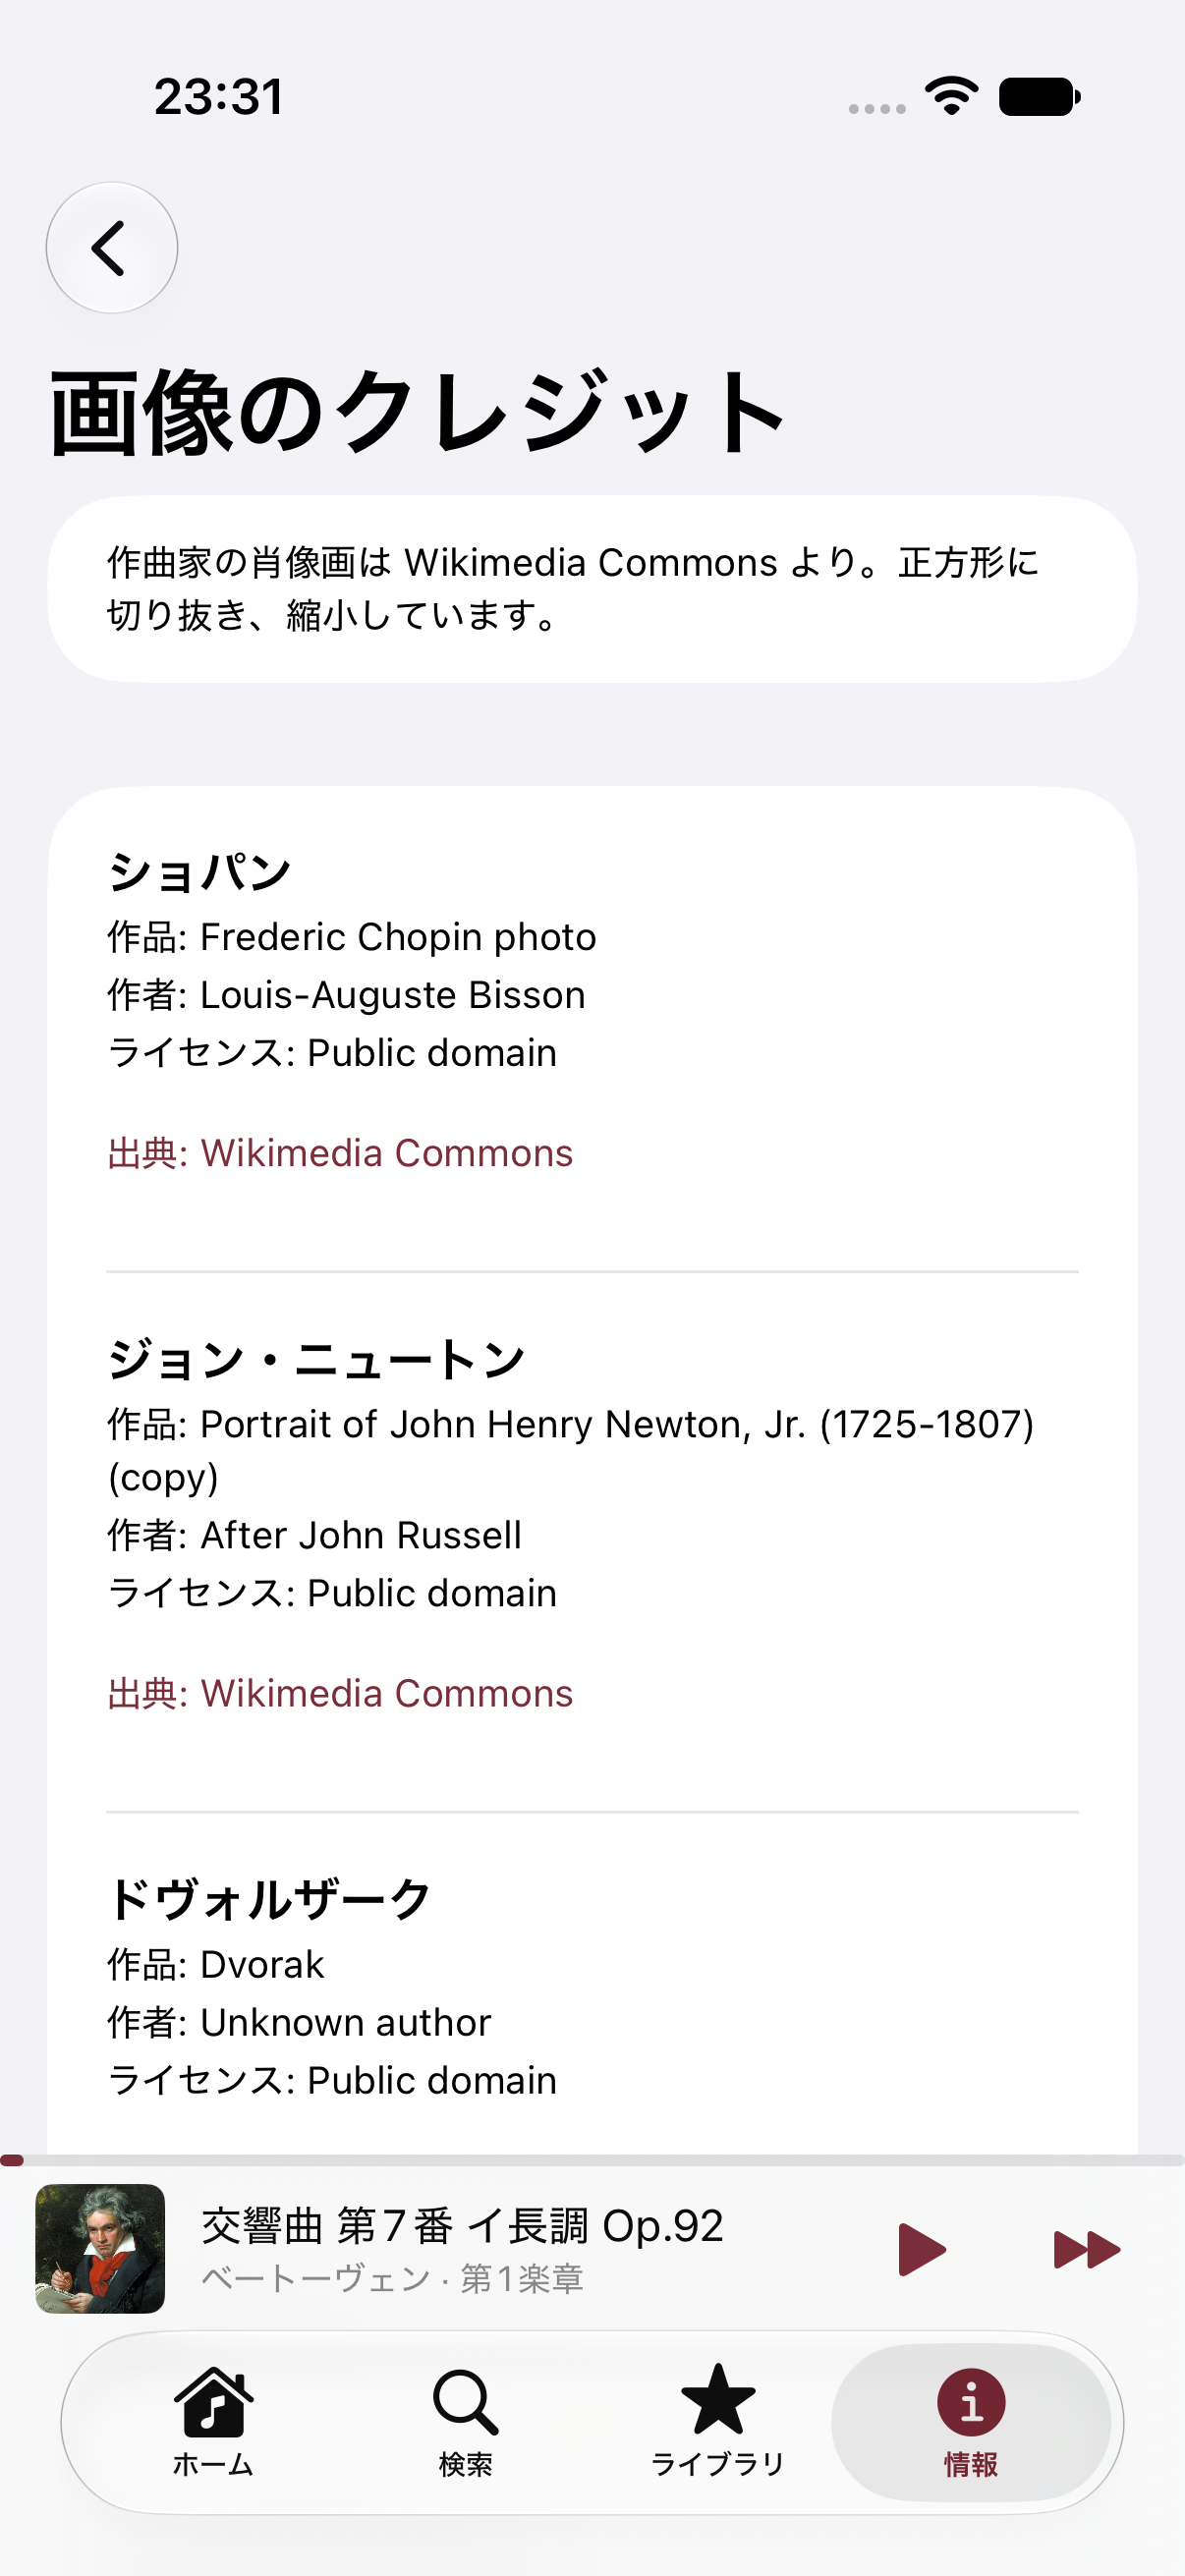 23:31
画像のクレジット
作曲家の肖像画は Wikimedia Commons より。正方形に
切り抜き、縮小しています。
ショパン
作品: Frederic Chopin photo
作者: Louis-Auguste Bisson
ライセンス: Public domain
出典: Wikimedia Commons
ジョン・ニュートン
作品: Portrait of John Henry Newton, Jr. (1725-1807)
(copy)
作者: After John Russell
ライセンス: Public domain
出典: Wikimedia Commons
ドヴォルザーク
作品: Dvorak
作者: Unknown author
ライセンス: Public domain
交響曲 第7番 イ長調 Op.92
ベートーヴェン · 第1楽章
ホーム
検索
ライブラリ
情報